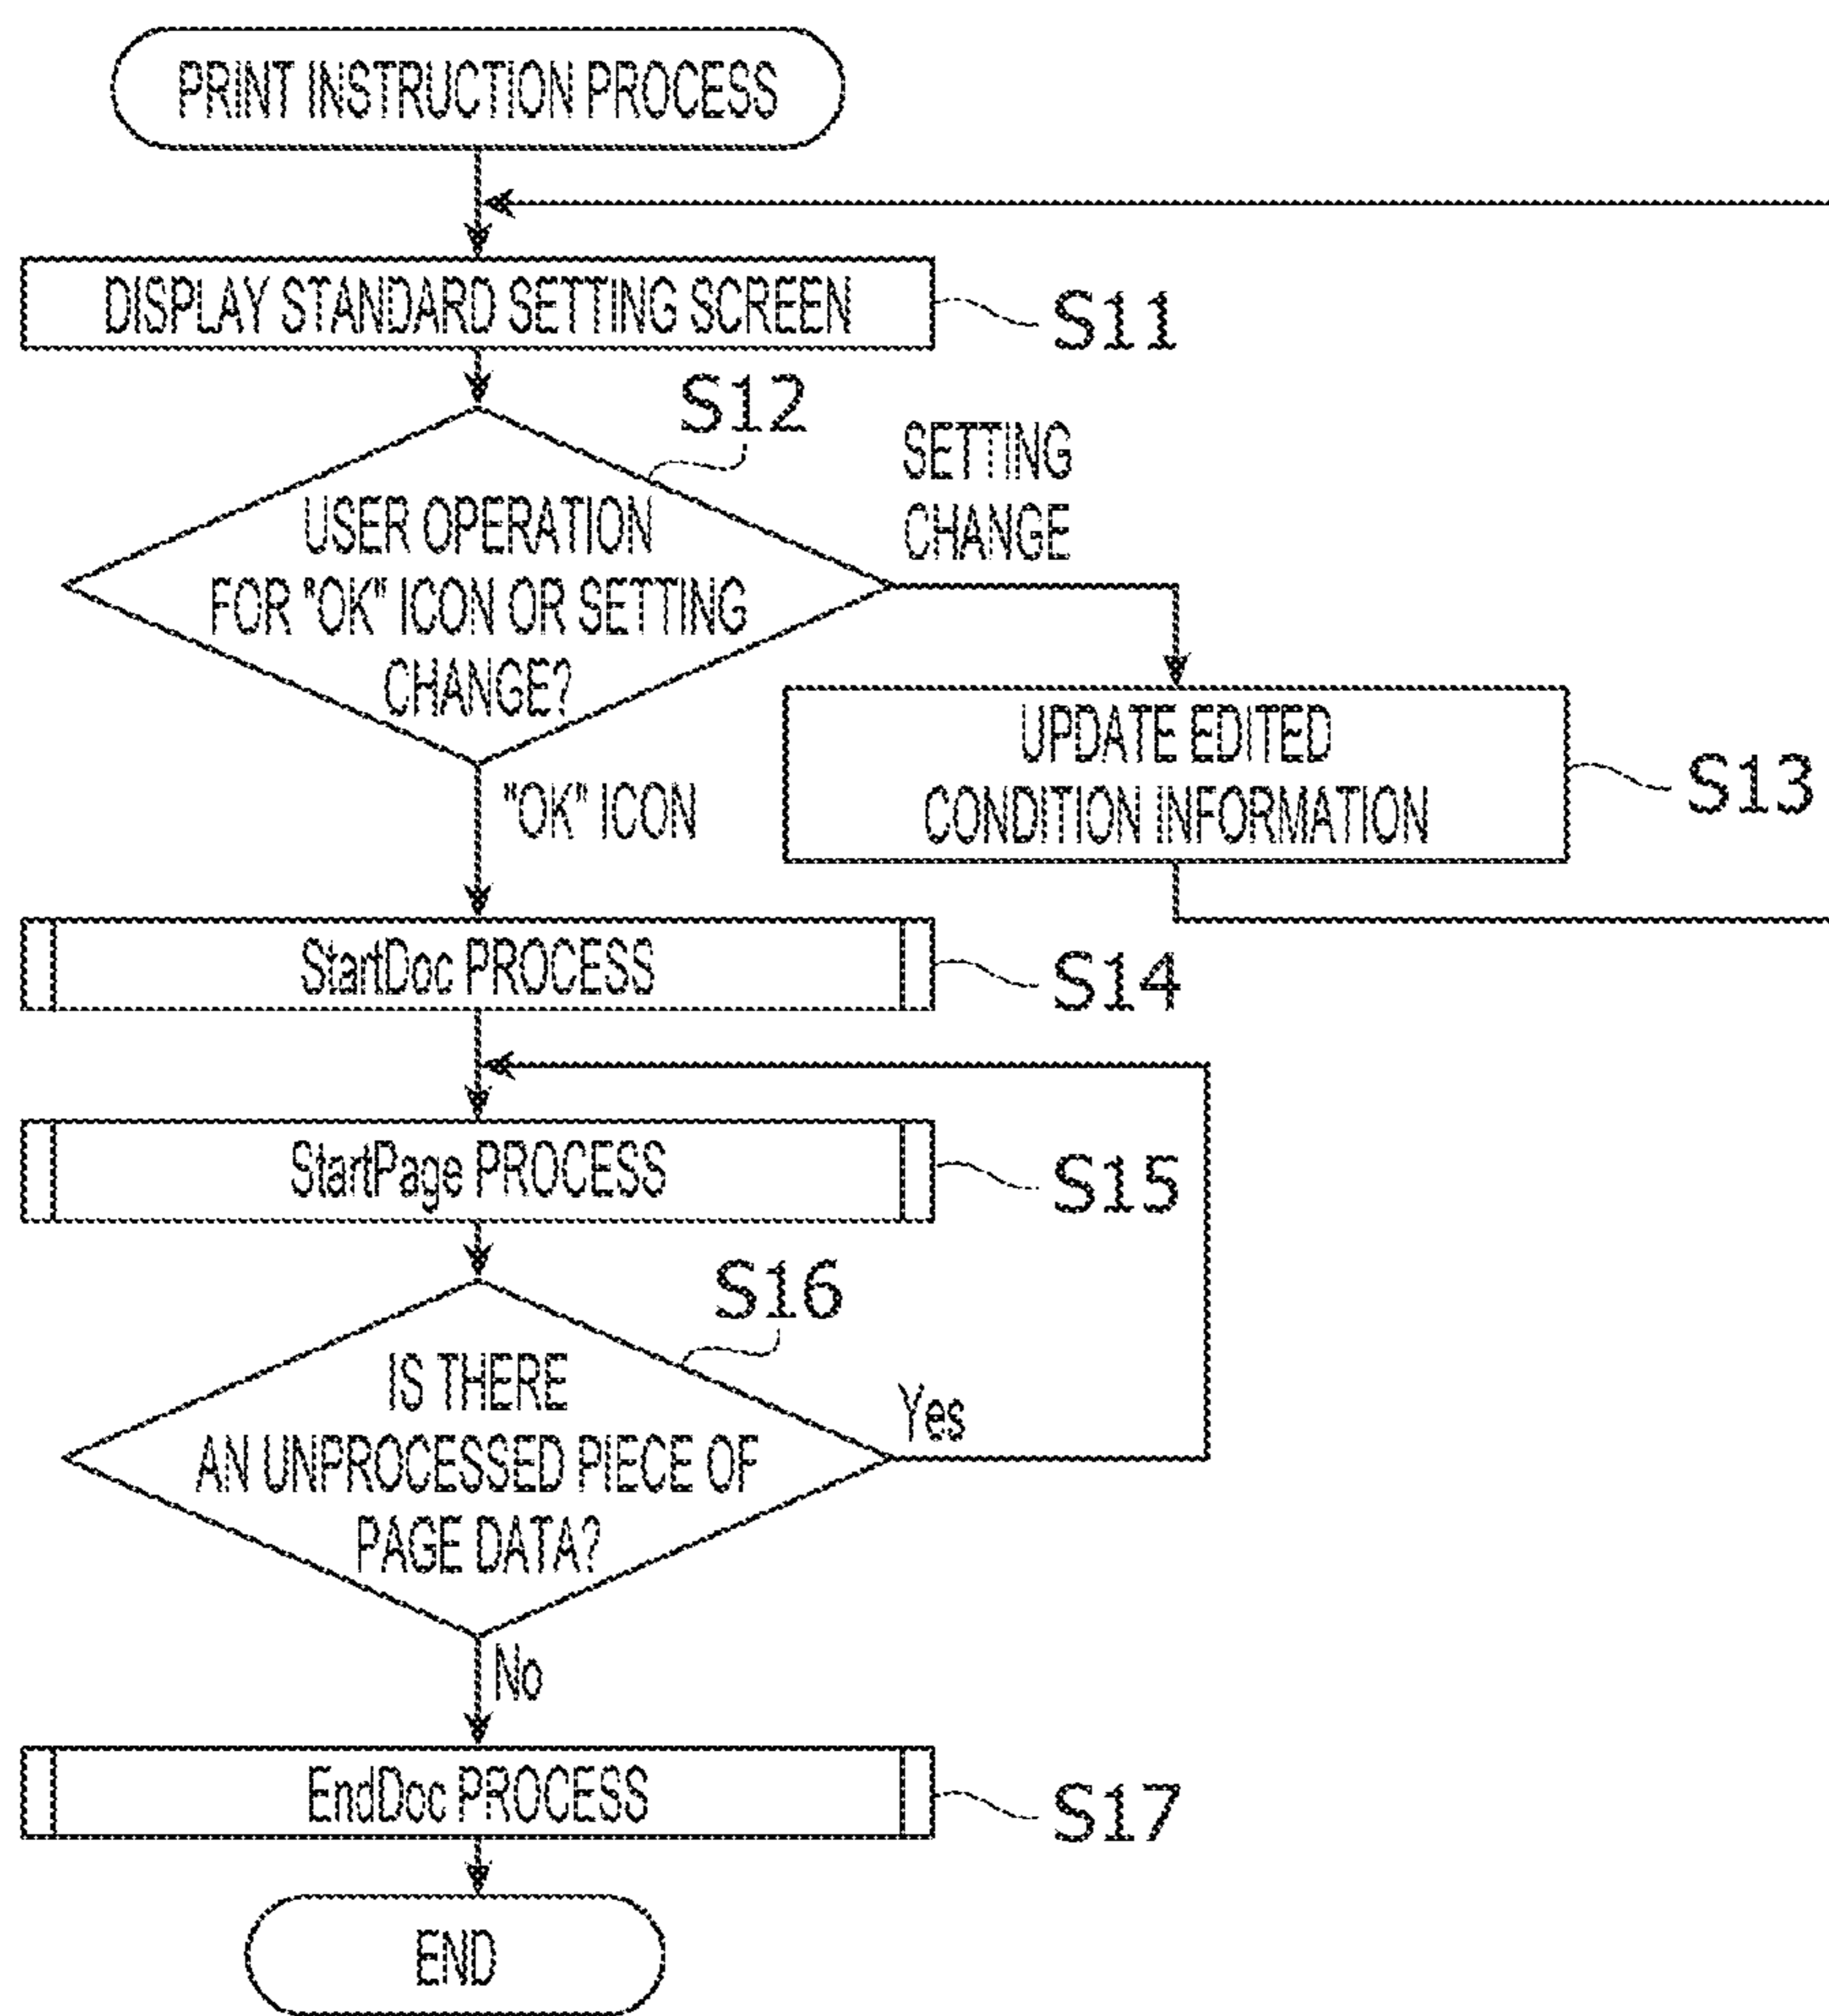 PRINT INSTRUCTION PROCESS
DISPLAY STANDARD SETTING SCREEN
S11
S12
USER OPERATION
FOR "OK" ICON OR SETTING
CHANGE?
SETTING
CHANGE
UPDATE EDITED
CONDITION INFORMATION
S13
"OK" ICON
StartDoc PROCESS
S14
StartPage PROCESS
S15
S16
IS THERE
AN UNPROCESSED PIECE OF
PAGE DATA?
Yes
No
EndDoc PROCESS
S17
END